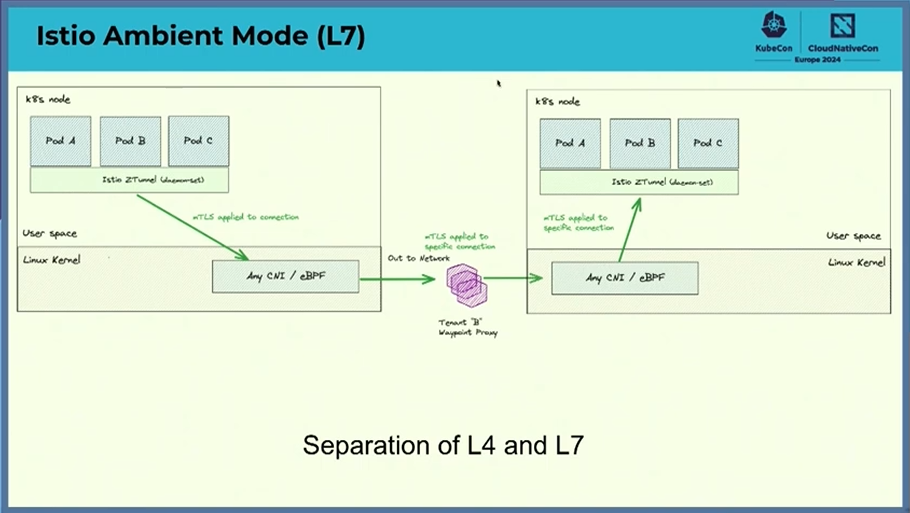 Istio Ambient Mode (L7)
KubeCon
CloudNativeCon
Europe 2024
k8s node
Pod A
Pod B
Pod C
Istio ZTunnel (daemon-set)
mTLS applied to connection
User space
Linux Kernel
Any CNI / eBPF
Out to Network
mTLS applied to
specific connection
Tenant "B"
Waypoint Proxy
k8s node
Pod A
Pod B
Pod C
Istio ZTunnel (daemon-set)
mTLS applied to
specific connection
User space
Linux Kernel
Any CNI / eBPF
Separation of L4 and L7